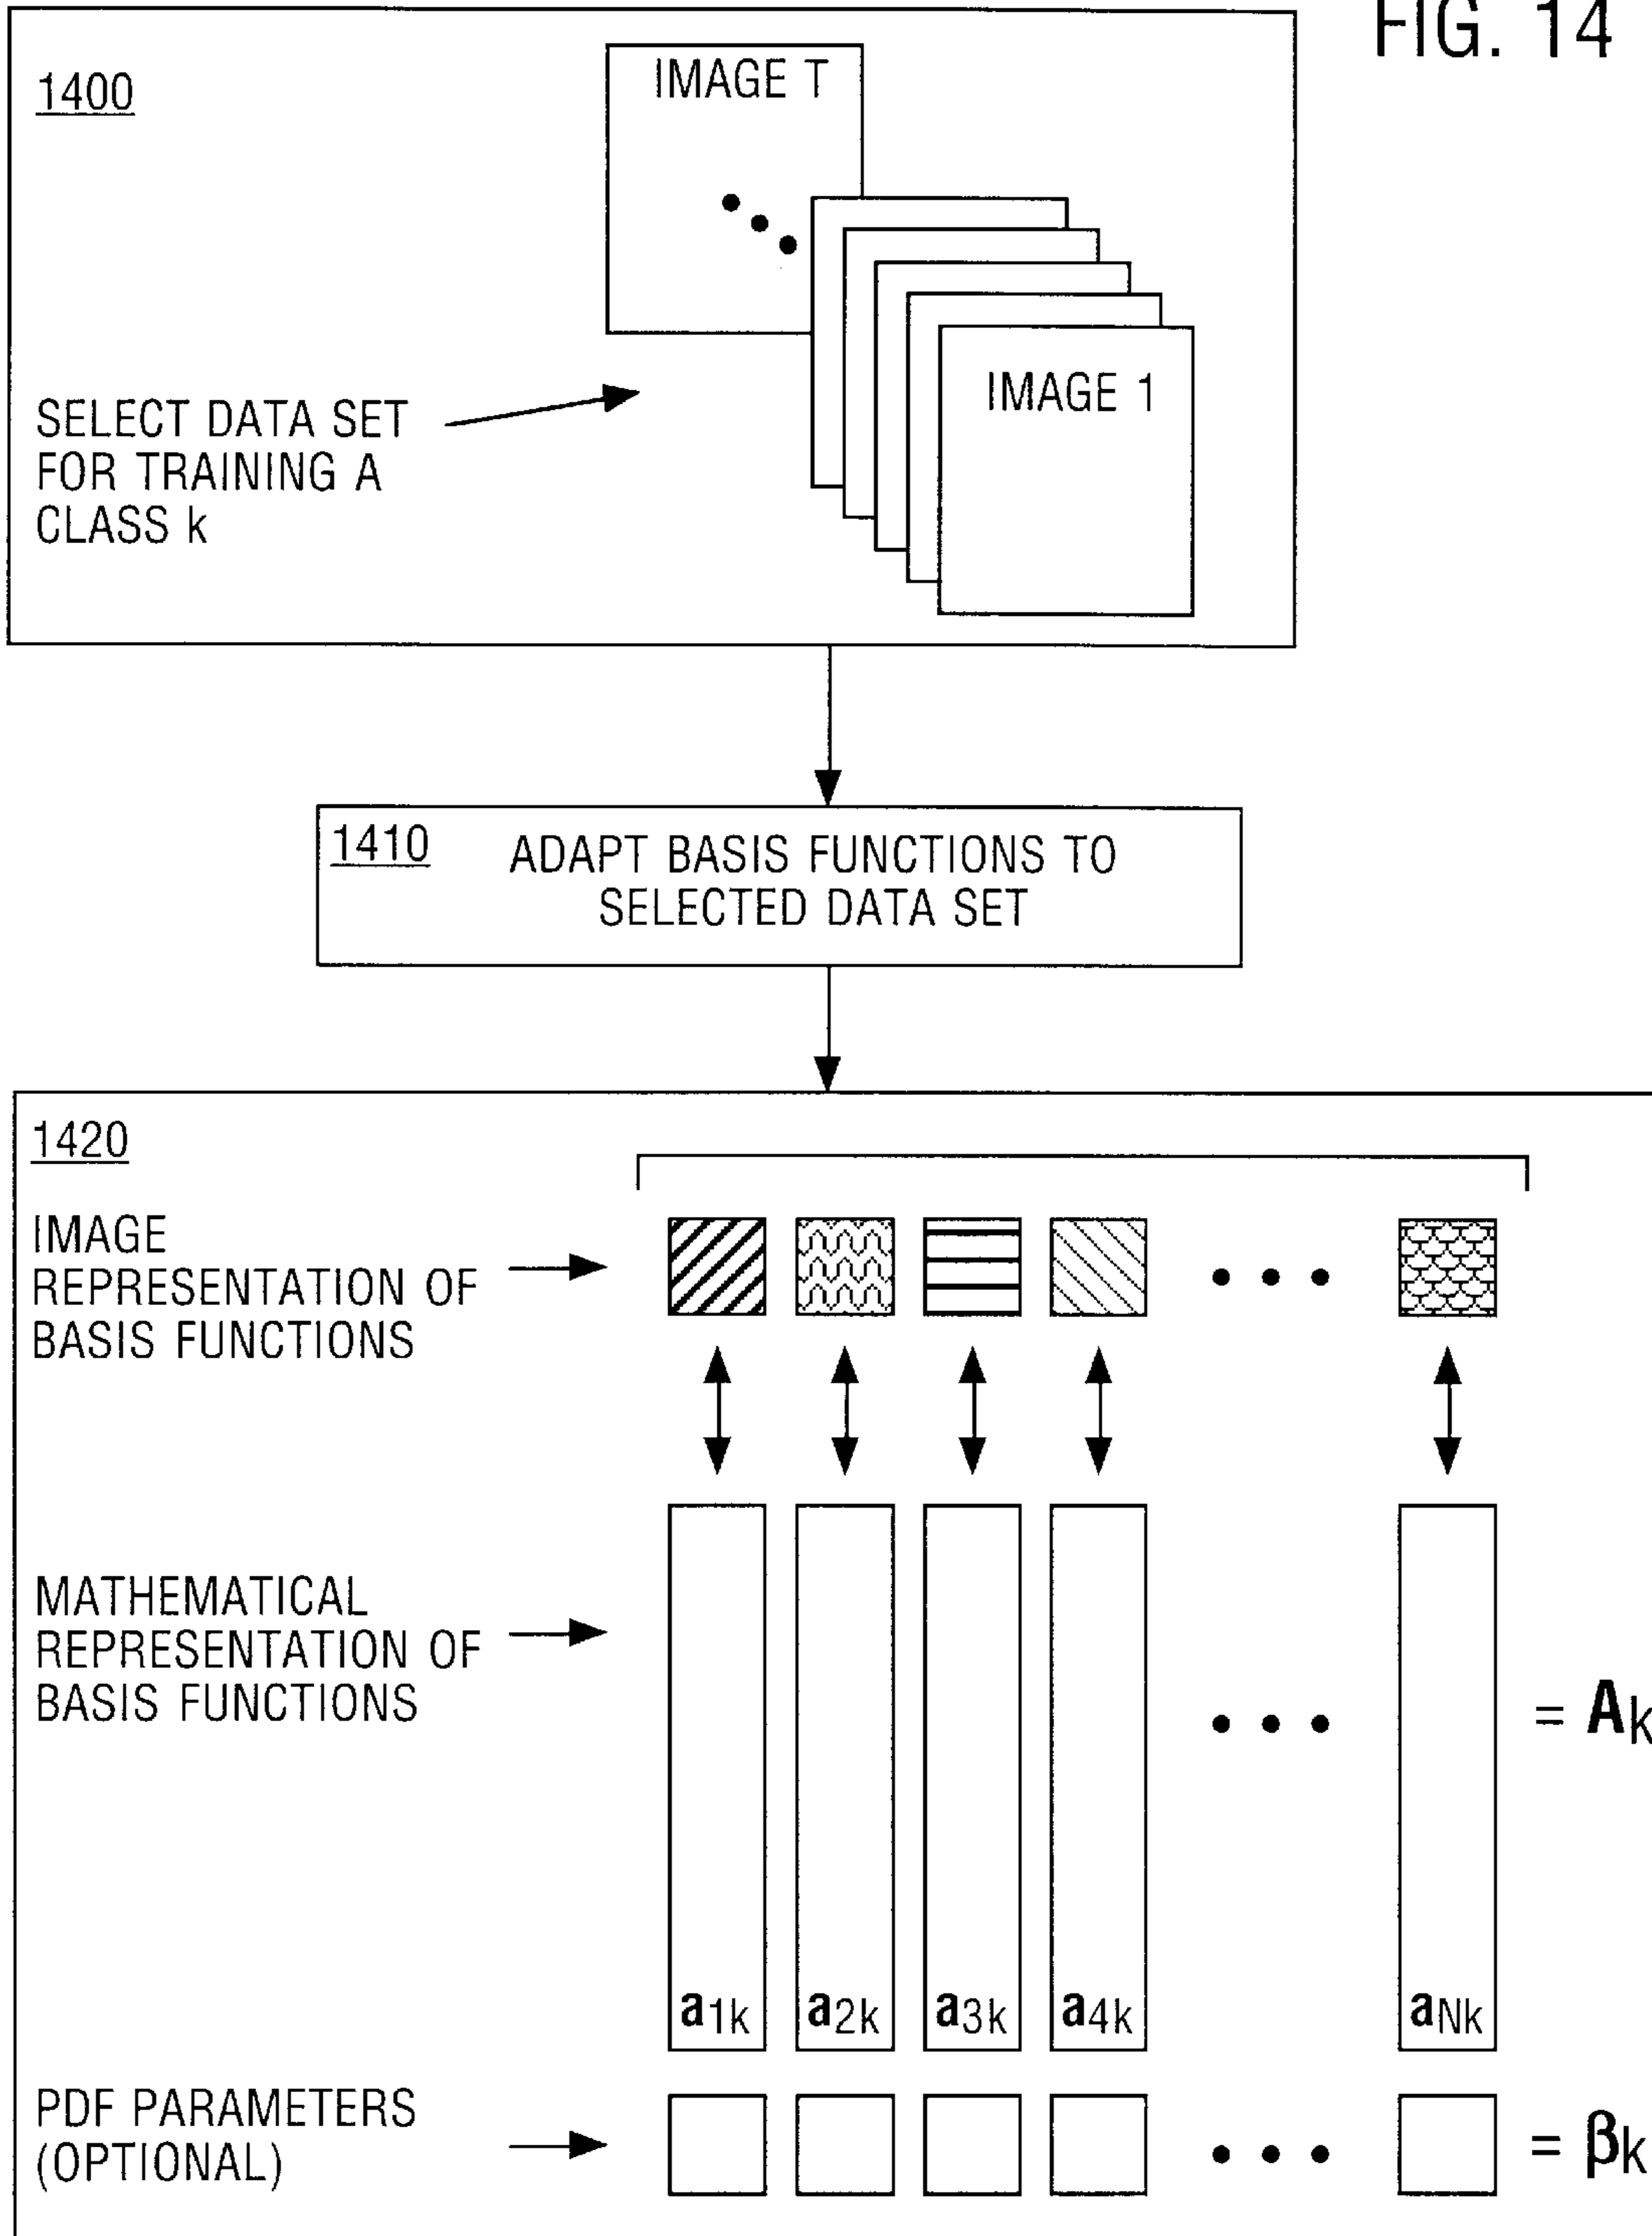 FIG. 14
1400
IMAGE T
IMAGE 1
SELECT DATA SET
FOR TRAINING A
CLASS k
1410
ADAPT BASIS FUNCTIONS TO
SELECTED DATA SET
1420
IMAGE
REPRESENTATION OF
BASIS FUNCTIONS
MATHEMATICAL
REPRESENTATION OF
BASIS FUNCTIONS
= Ak
a1k a2k a3k a4k aNk
PDF PARAMETERS
(OPTIONAL)
= βk